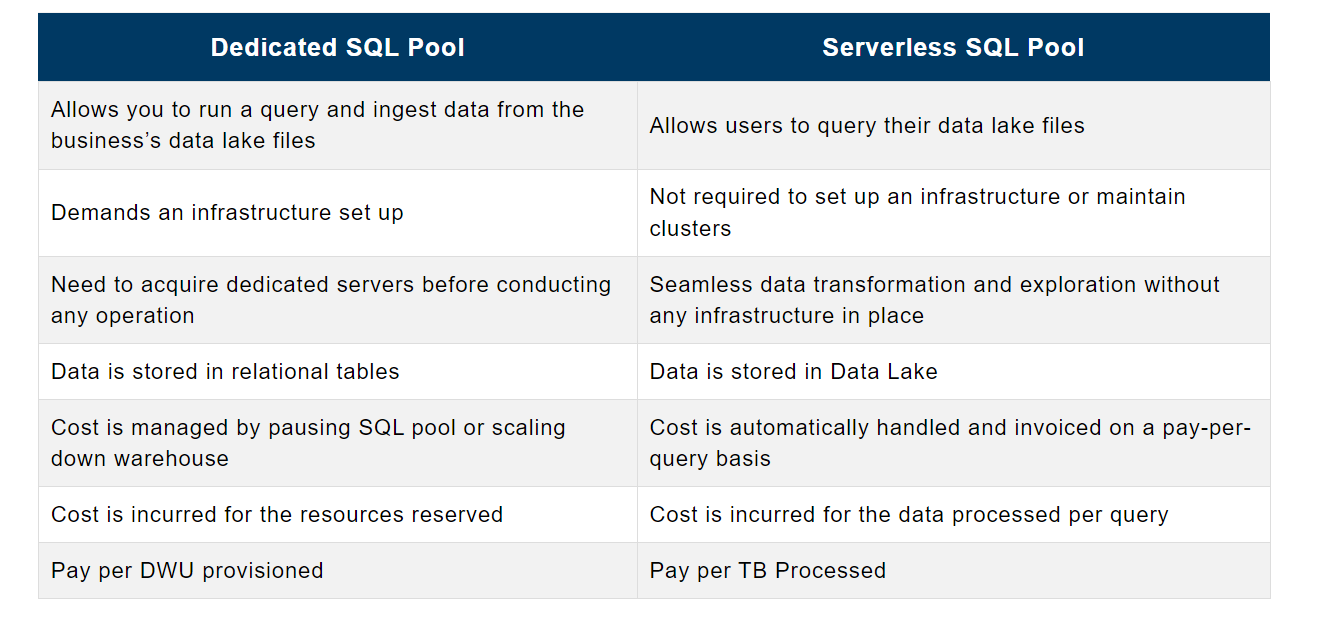 Dedicated SQL Pool
Serverless SQL Pool
Allows you to run a query and ingest data from the
business’s data lake files
Allows users to query their data lake files
Demands an infrastructure set up
Not required to set up an infrastructure or maintain
clusters
Need to acquire dedicated servers before conducting
any operation
Seamless data transformation and exploration without
any infrastructure in place
Data is stored in relational tables
Data is stored in Data Lake
Cost is managed by pausing SQL pool or scaling
down warehouse
Cost is automatically handled and invoiced on a pay-per-
query basis
Cost is incurred for the resources reserved
Cost is incurred for the data processed per query
Pay per DWU provisioned
Pay per TB Processed